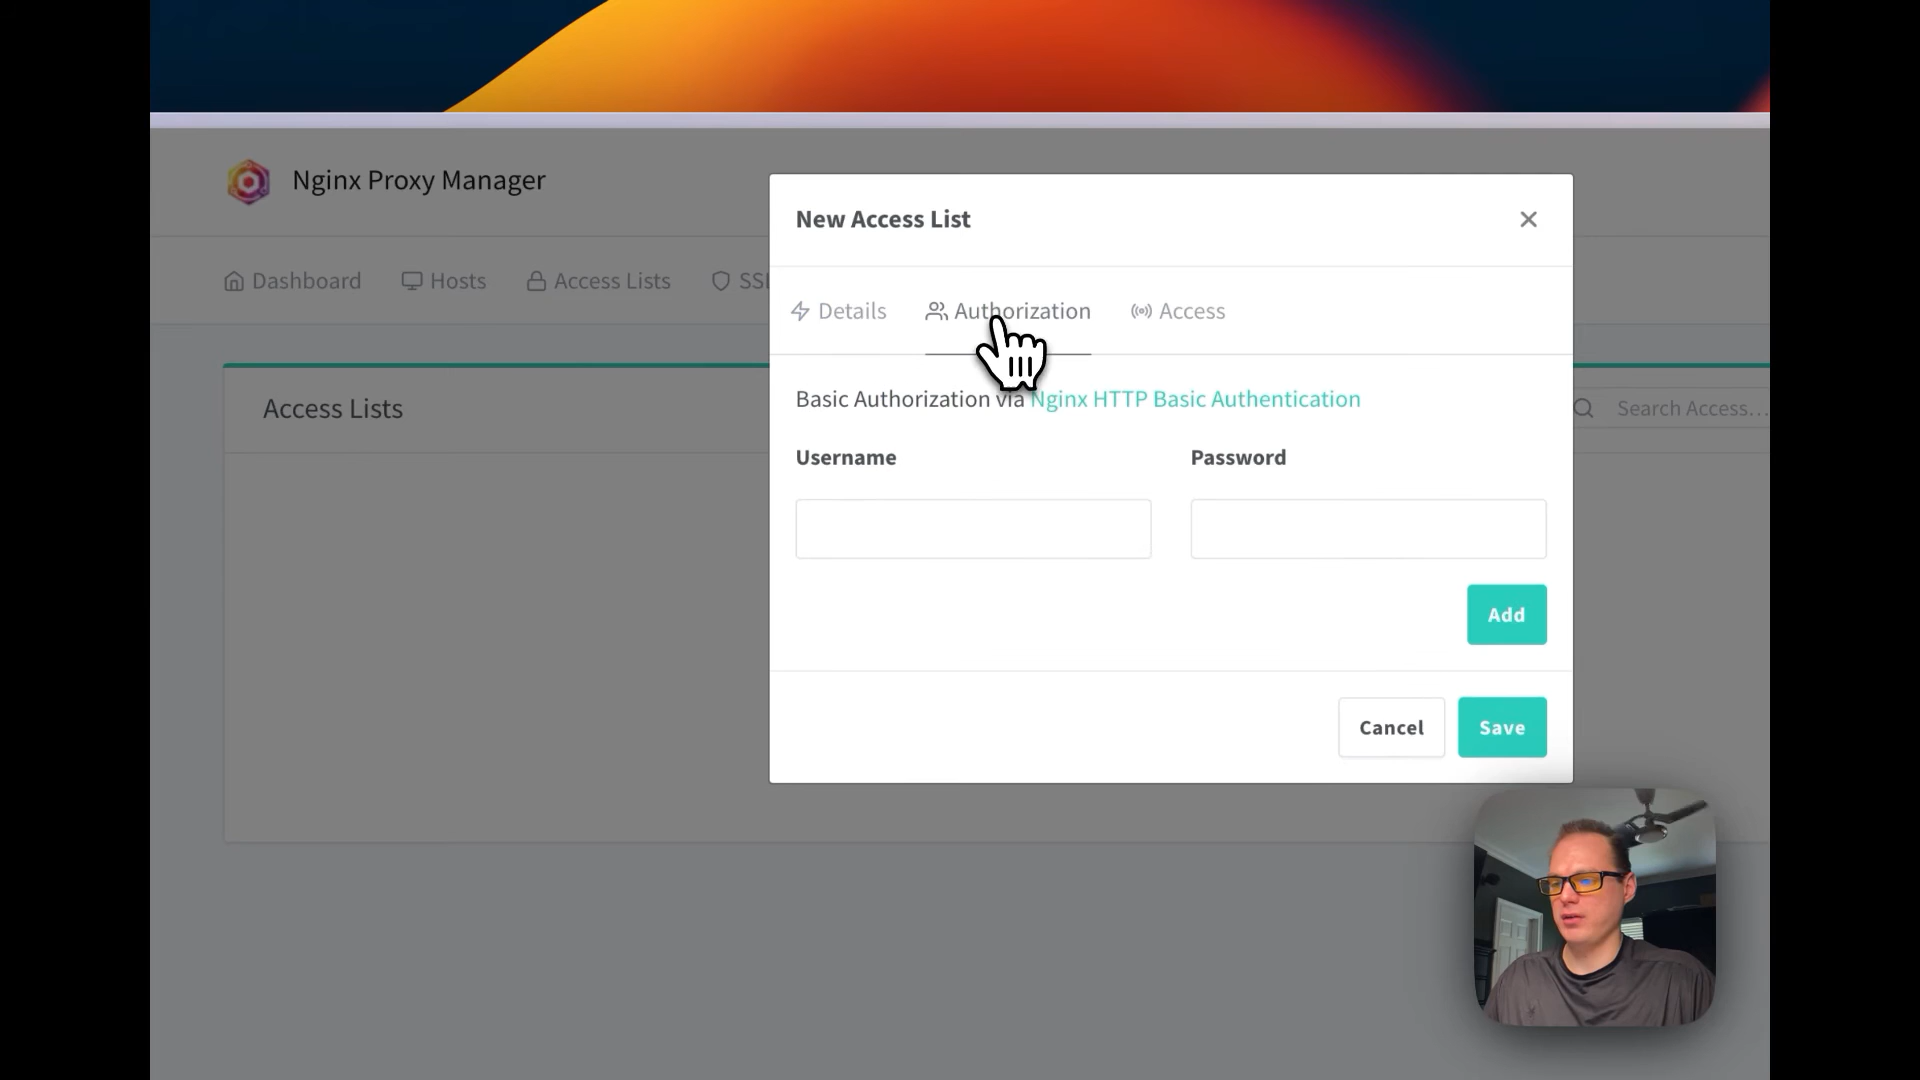 Nginx Proxy Manager
New Access List
Dashboard
Hosts
Access Lists
Details
Authorization
Access
Access Lists
Search Access…
Basic Authorization via Nginx HTTP Basic Authentication
Username
Password
Add
Cancel
Save